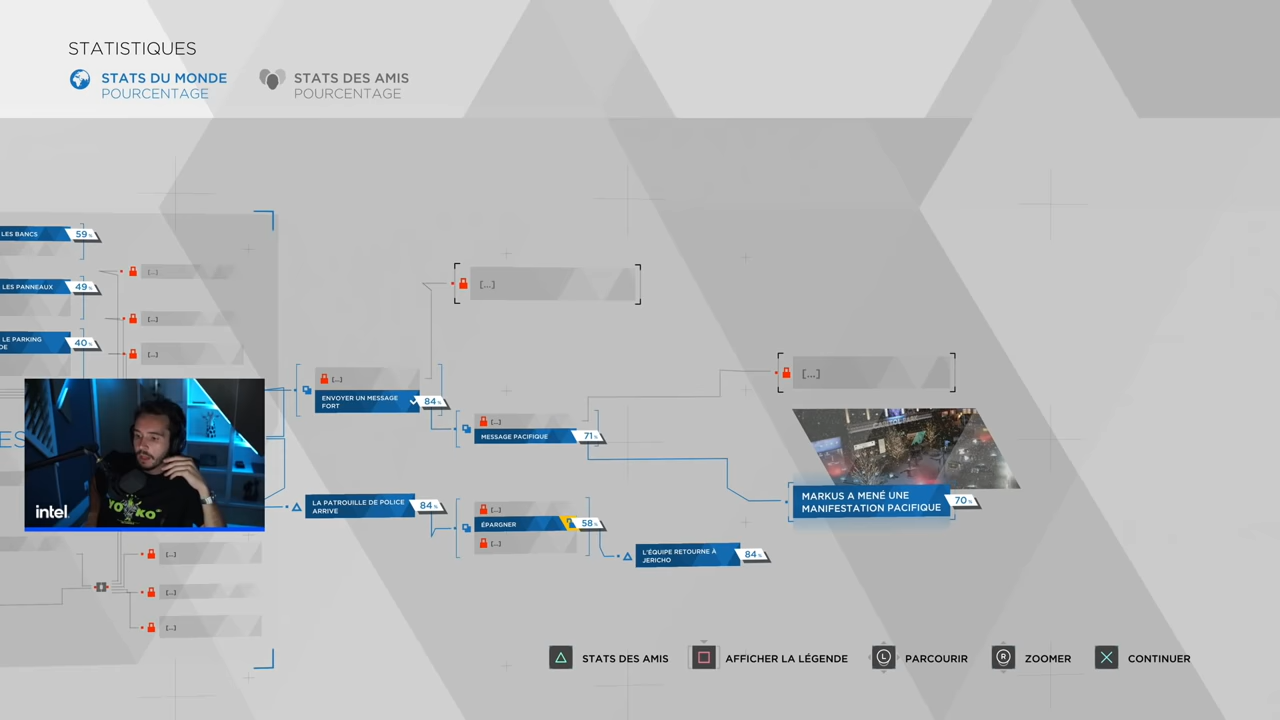 STATISTIQUES
STATS DU MONDE
POURCENTAGE
STATS DES AMIS
POURCENTAGE
LES BANCS
59%
[...]
LES PANNEAUX
49%
[...]
LE PARKING
DE
40%
[...]
[...]
[...]
[...]
ENVOYER UN MESSAGE
FORT
84%
[...]
MESSAGE PACIFIQUE
71%
ES
intel
LA PATROUILLE DE POLICE
ARRIVE
84%
[...]
ÉPARGNER
58%
[...]
L'ÉQUIPE RETOURNE À
JERICHO
84%
MARKUS A MENÉ UNE
MANIFESTATION PACIFIQUE
70%
[...]
[...]
[...]
STATS DES AMIS
AFFICHER LA LÉGENDE
L
PARCOURIR
R
ZOOMER
CONTINUER